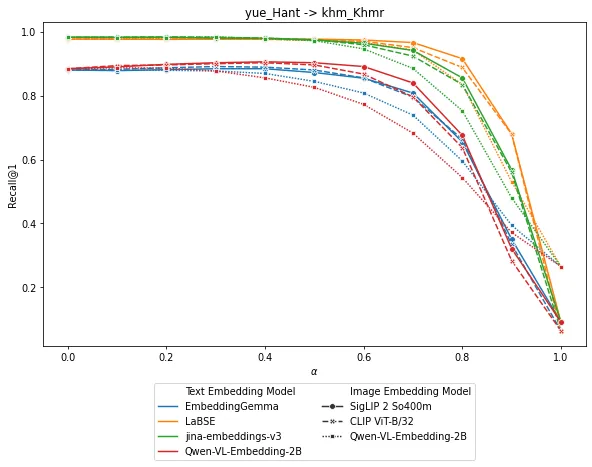 yue_Hant -> khm_Khmr
1.0
0.8
0.6
0.4
0.2
Recall@1
0.0 0.2 0.4 0.6 0.8 1.0
α
Text Embedding Model Image Embedding Model
EmbeddingGemma SigLIP 2 So400m
LaBSE CLIP ViT-B/32
jina-embeddings-v3 Qwen-VL-Embedding-2B
Qwen-VL-Embedding-2B